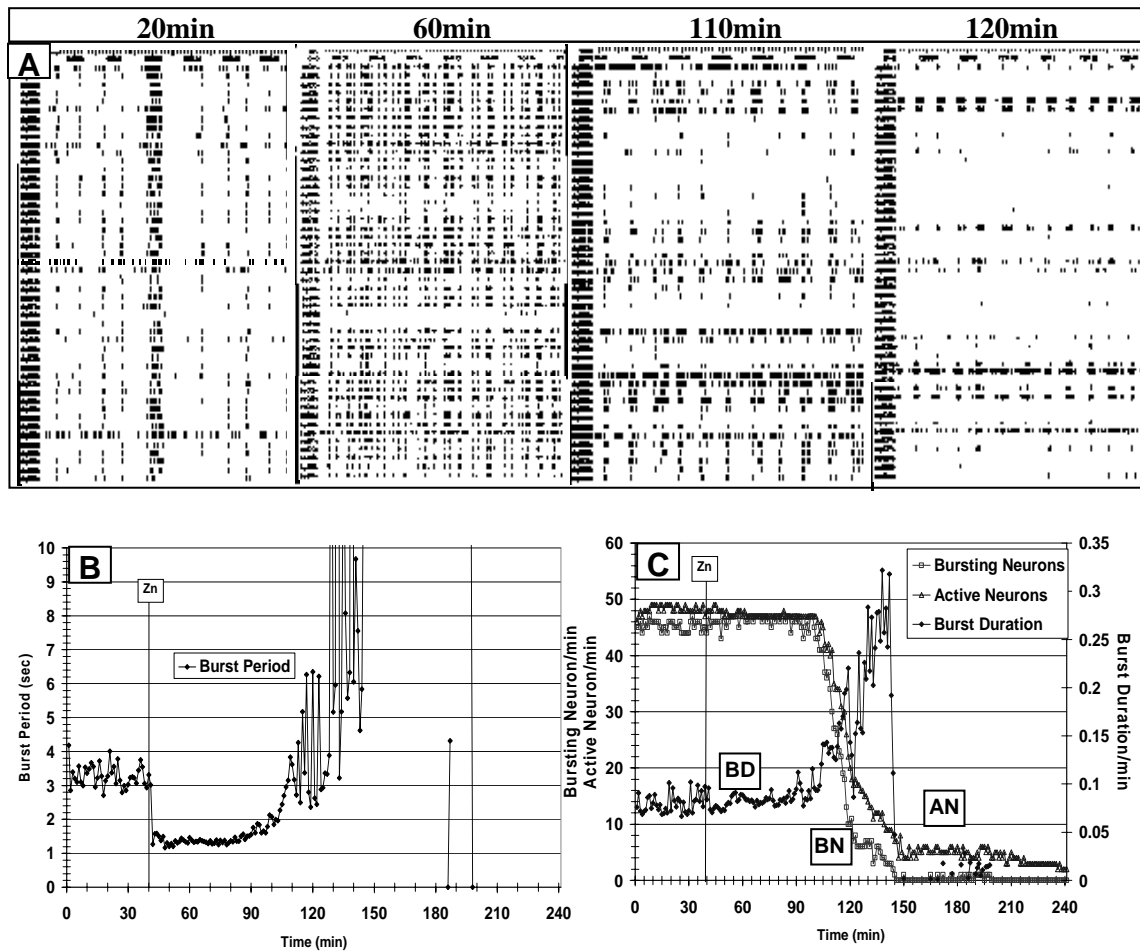 20min 60min 110min 120min
A
B
10
9
8
7
6
5
4
3
2
1
0
Zn
Burst Period
Burst Period (sec)
0 30 60 90 120 150 180 210 240
Time (min)
C
60
50
40
30
20
10
0
Zn
Bursting Neurons
Active Neurons
Burst Duration
BD
BN
AN
Bursting Neuron/min
Active Neuron/min
0.35
0.3
0.25
0.2
0.15
0.1
0.05
0
Burst Duration/min
0 30 60 90 120 150 180 210 240
Time (min)